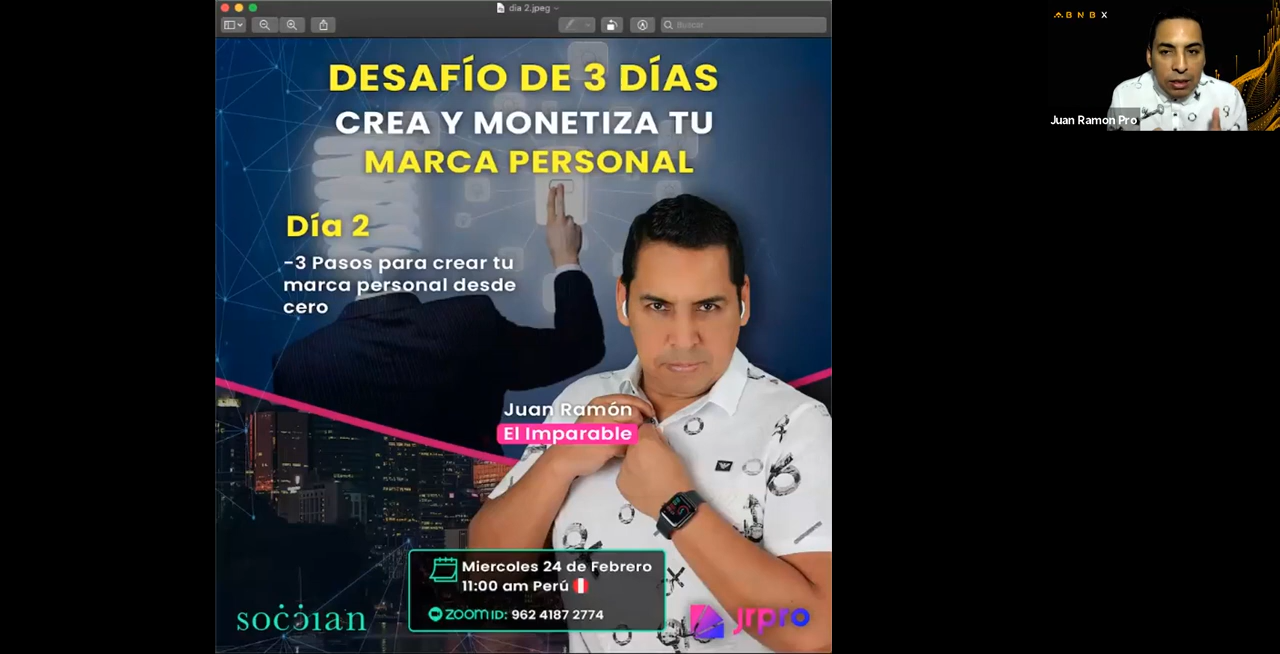 dia 2.jpeg
Buscar
DESAFÍO DE 3 DÍAS
CREA Y MONETIZA TU
MARCA PERSONAL
Día 2
-3 Pasos para crear tu
marca personal desde
cero
Juan Ramón
El Imparable
Miercoles 24 de Febrero
11:00 am Perú
zoom ID: 962 4187 2774
soccian
jrpro
BNB X
Juan Ramon Pro